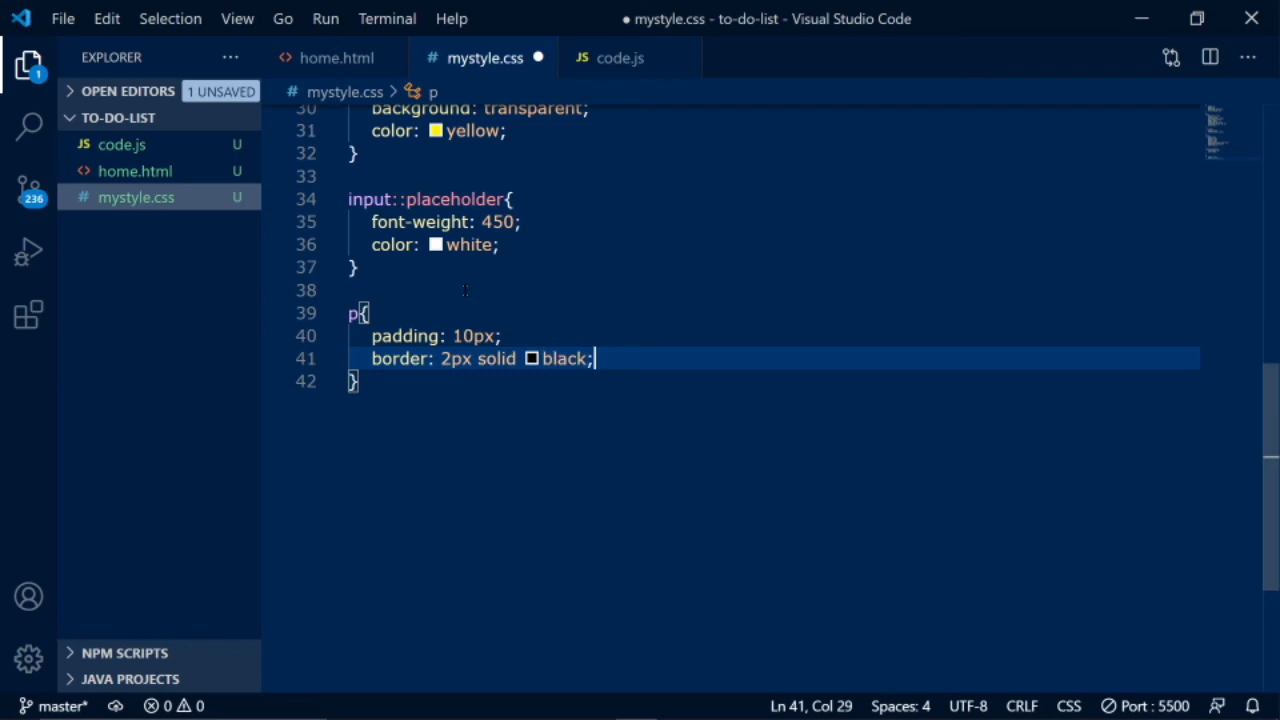 File Edit Selection View Go Run Terminal Help ● mystyle.css - to-do-list - Visual Studio Code
EXPLORER ··· <> home.html # mystyle.css ● JS code.js ···
1
OPEN EDITORS 1 UNSAVED
# mystyle.css > p
TO-DO-LIST
JS code.js U
<> home.html U
# mystyle.css U
236
30 background: transparent;
31 color: yellow;
32 }
33
34 input::placeholder{
35 font-weight: 450;
36 color: white;
37 }
38
39 p{
40 padding: 10px;
41 border: 2px solid black;
42 }
NPM SCRIPTS
JAVA PROJECTS
master* 0 0 Ln 41, Col 29 Spaces: 4 UTF-8 CRLF CSS Port : 5500